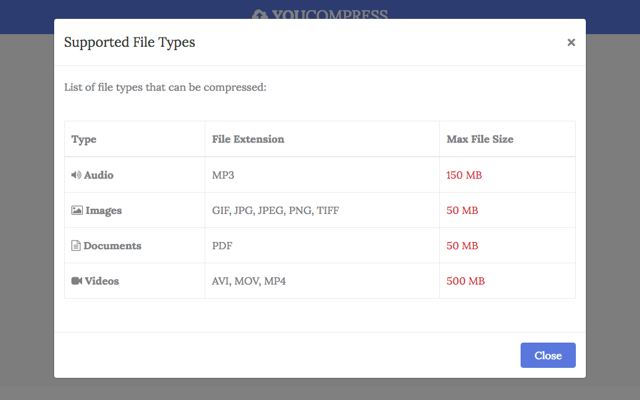 YOUCOMPRESS
Supported File Types ×
List of file types that can be compressed:
Type File Extension Max File Size
Audio MP3 150 MB
Images GIF, JPG, JPEG, PNG, TIFF 50 MB
Documents PDF 50 MB
Videos AVI, MOV, MP4 500 MB
Close